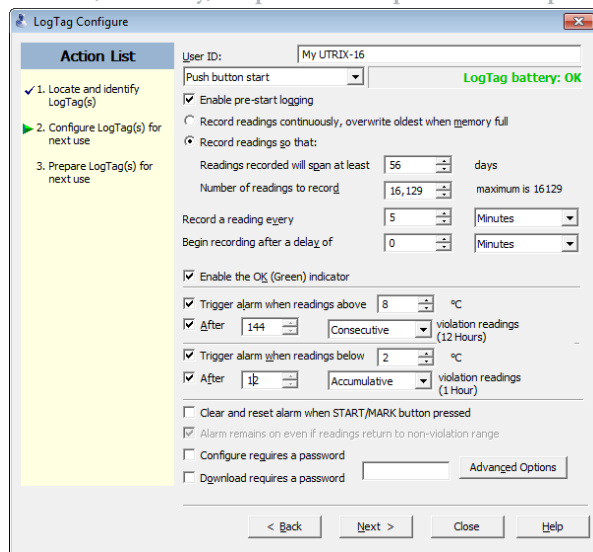 LogTag Configure
Action List
1. Locate and identify
LogTag(s)
2. Configure LogTag(s) for
next use
3. Prepare LogTag(s) for
next use
User ID: My UTRIX-16
Push button start LogTag battery: OK
Enable pre-start logging
Record readings continuously, overwrite oldest when memory full
Record readings so that:
Readings recorded will span at least 56 days
Number of readings to record 16,129 maximum is 16129
Record a reading every 5 Minutes
Begin recording after a delay of 0 Minutes
Enable the OK (Green) indicator
Trigger alarm when readings above 8 °C
After 144 Consecutive violation readings
(12 Hours)
Trigger alarm when readings below 2 °C
After 12 Accumulative violation readings
(1 Hour)
Clear and reset alarm when START/MARK button pressed
Alarm remains on even if readings return to non-violation range
Configure requires a password
Download requires a password Advanced Options
< Back Next > Close Help